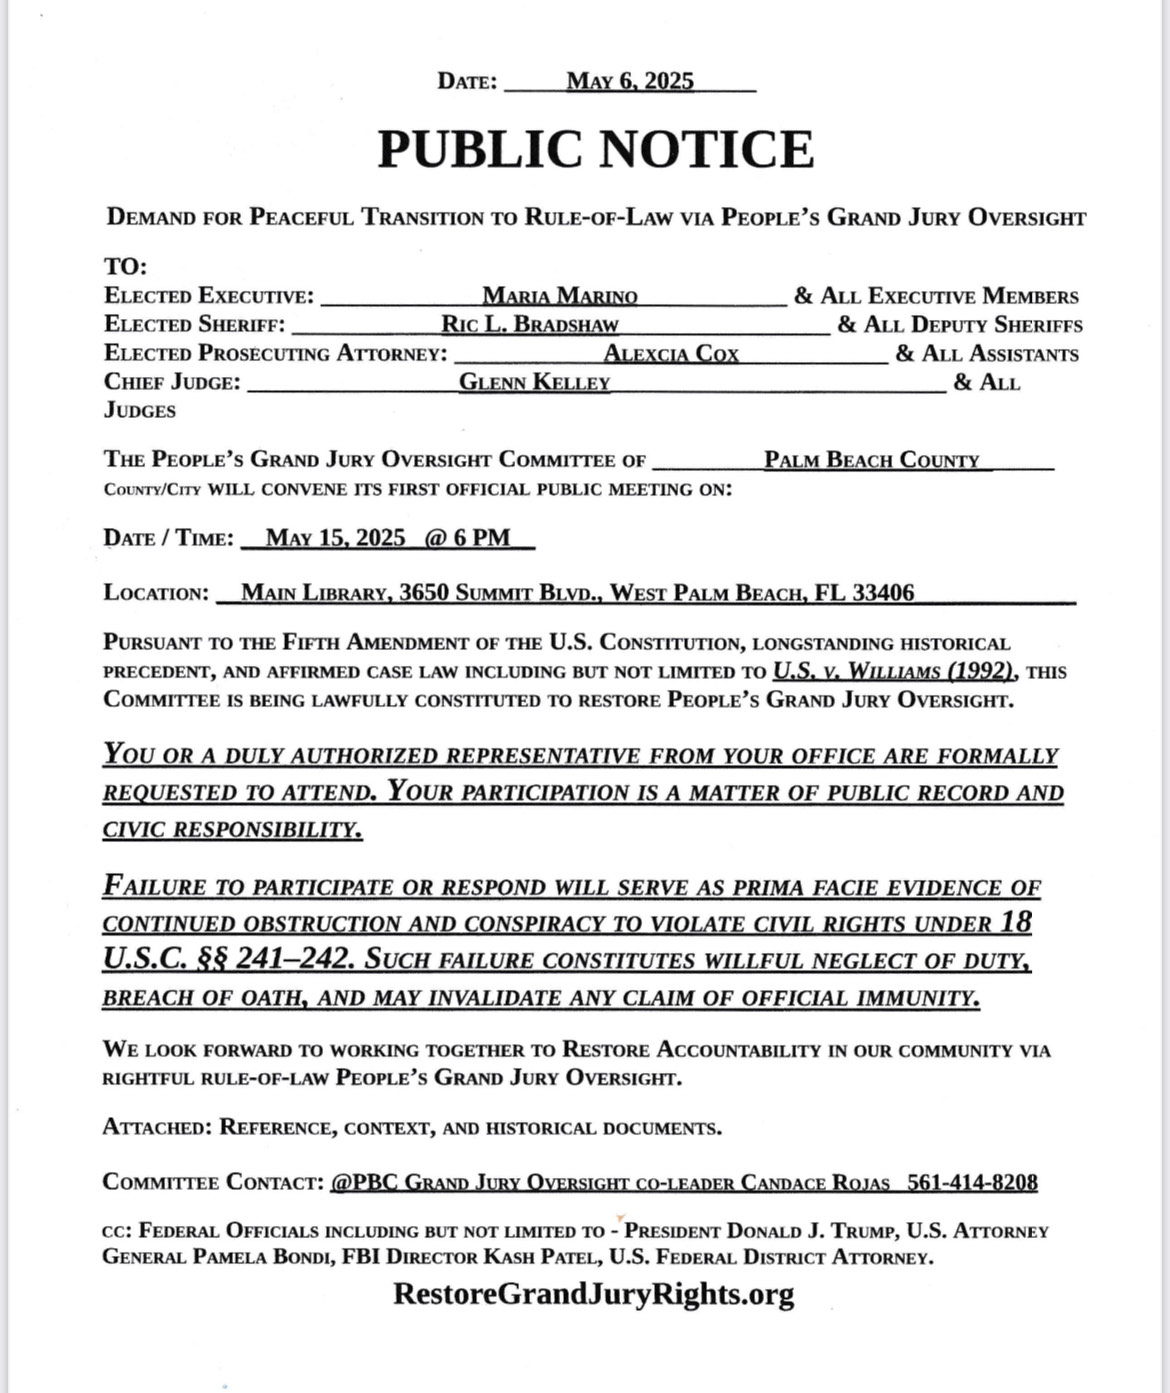 Date: May 6, 2025
PUBLIC NOTICE
Demand for Peaceful Transition to Rule-of-Law via People's Grand Jury Oversight
TO:
Elected Executive: Maria Marino & All Executive Members
Elected Sheriff: Ric L. Bradshaw & All Deputy Sheriffs
Elected Prosecuting Attorney: Alexcia Cox & All Assistants
Chief Judge: Glenn Kelley & All
Judges
The People's Grand Jury Oversight Committee of Palm Beach County
County/City will convene its first official public meeting on:
Date / Time: May 15, 2025 @ 6 PM
Location: Main Library, 3650 Summit Blvd., West Palm Beach, FL 33406
Pursuant to the Fifth Amendment of the U.S. Constitution, longstanding historical
precedent, and affirmed case law including but not limited to U.S. v. Williams (1992), this
Committee is being lawfully constituted to restore People's Grand Jury Oversight.
You or a duly authorized representative from your office are formally
requested to attend. Your participation is a matter of public record and
civic responsibility.
Failure to participate or respond will serve as prima facie evidence of
continued obstruction and conspiracy to violate civil rights under 18
U.S.C. §§ 241–242. Such failure constitutes willful neglect of duty,
breach of oath, and may invalidate any claim of official immunity.
We look forward to working together to Restore Accountability in our community via
rightful rule-of-law People's Grand Jury Oversight.
Attached: Reference, context, and historical documents.
Committee Contact: @PBC Grand Jury Oversight co-leader Candace Rojas 561-414-8208
cc: Federal Officials including but not limited to - President Donald J. Trump, U.S. Attorney
General Pamela Bondi, FBI Director Kash Patel, U.S. Federal District Attorney.
RestoreGrandJuryRights.org